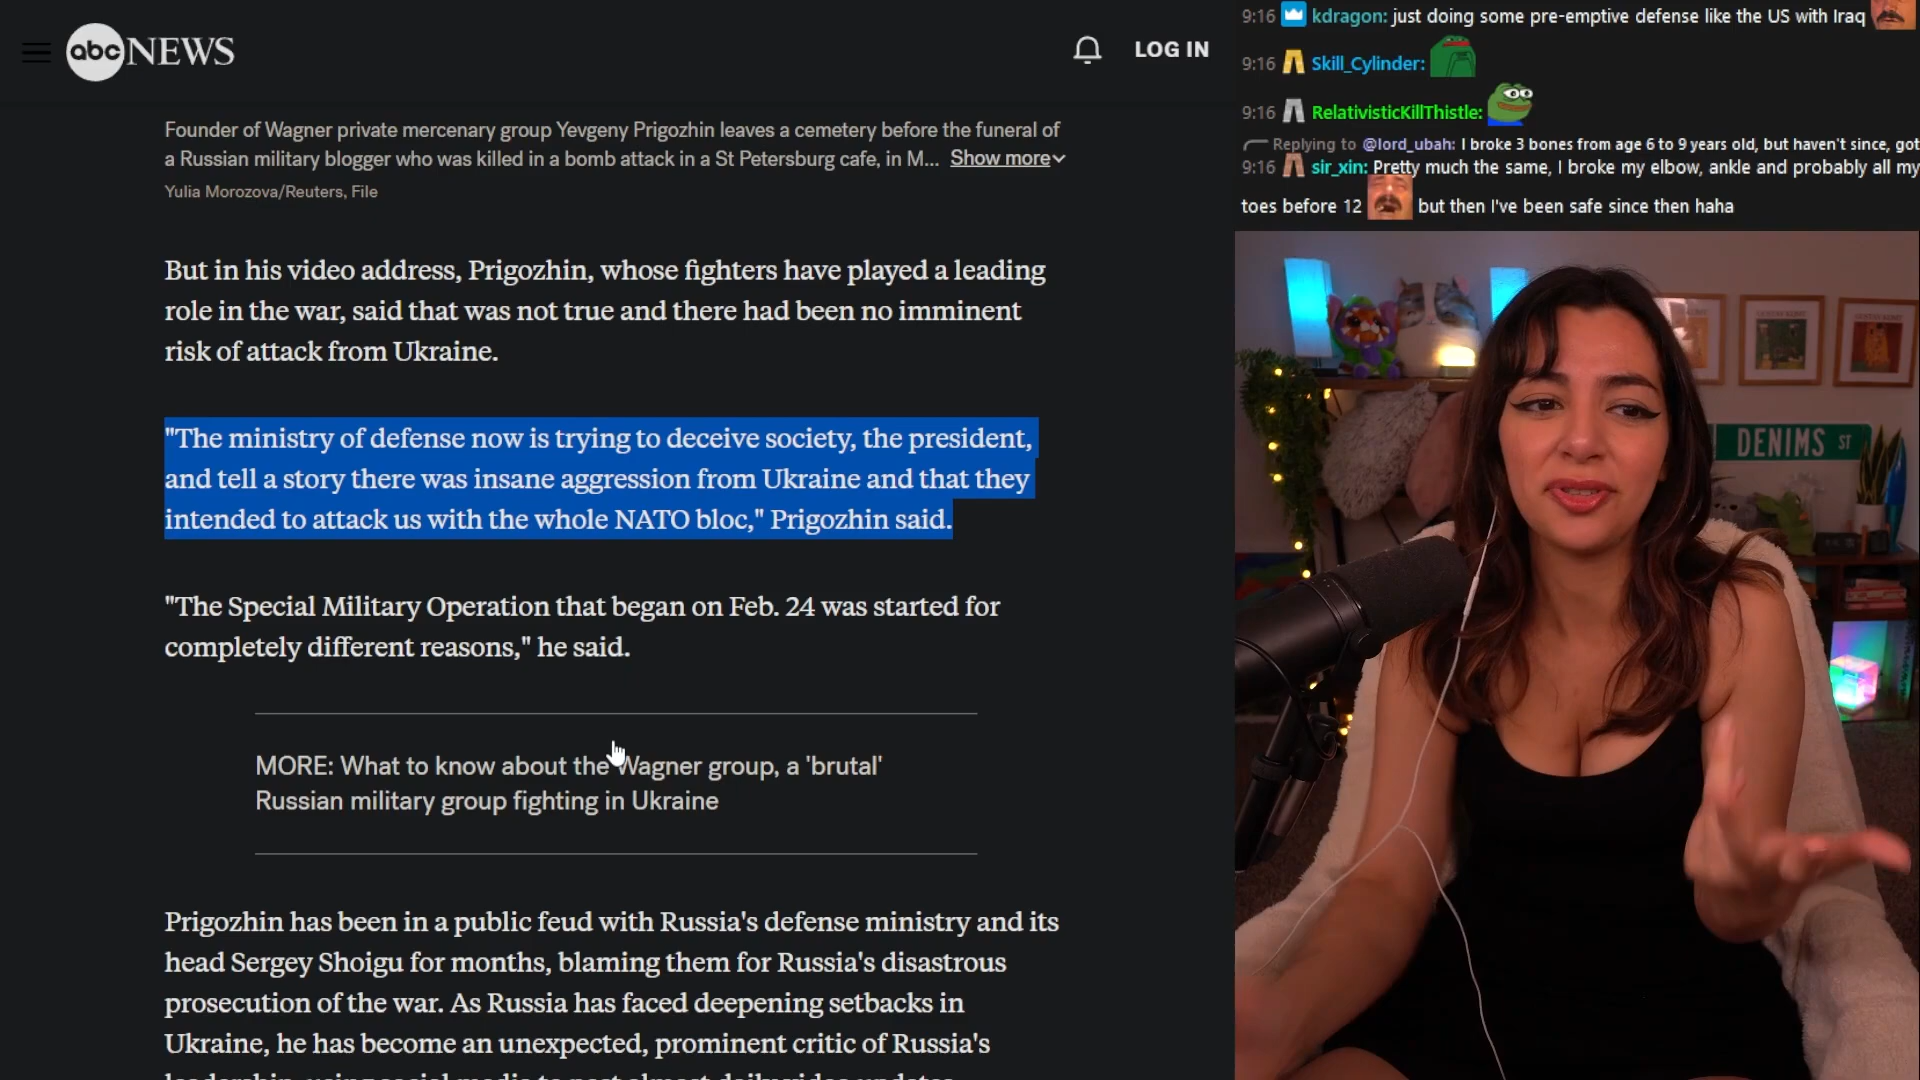 abc NEWS
LOG IN
Founder of Wagner private mercenary group Yevgeny Prigozhin leaves a cemetery before the funeral of
a Russian military blogger who was killed in a bomb attack in a St Petersburg cafe, in M... Show more
Yulia Morozova/Reuters, File
But in his video address, Prigozhin, whose fighters have played a leading
role in the war, said that was not true and there had been no imminent
risk of attack from Ukraine.
"The ministry of defense now is trying to deceive society, the president,
and tell a story there was insane aggression from Ukraine and that they
intended to attack us with the whole NATO bloc," Prigozhin said.
"The Special Military Operation that began on Feb. 24 was started for
completely different reasons," he said.
MORE: What to know about the Wagner group, a 'brutal'
Russian military group fighting in Ukraine
Prigozhin has been in a public feud with Russia's defense ministry and its
head Sergey Shoigu for months, blaming them for Russia's disastrous
prosecution of the war. As Russia has faced deepening setbacks in
Ukraine, he has become an unexpected, prominent critic of Russia's
9:16 kdragon: just doing some pre-emptive defense like the US with Iraq
9:16 Skill_Cylinder:
9:16 RelativisticKillThistle:
Replying to @lord_ubah: I broke 3 bones from age 6 to 9 years old, but haven't since, got
9:16 sir_xin: Pretty much the same, I broke my elbow, ankle and probably all my
toes before 12 but then I've been safe since then haha
DENIMS ST